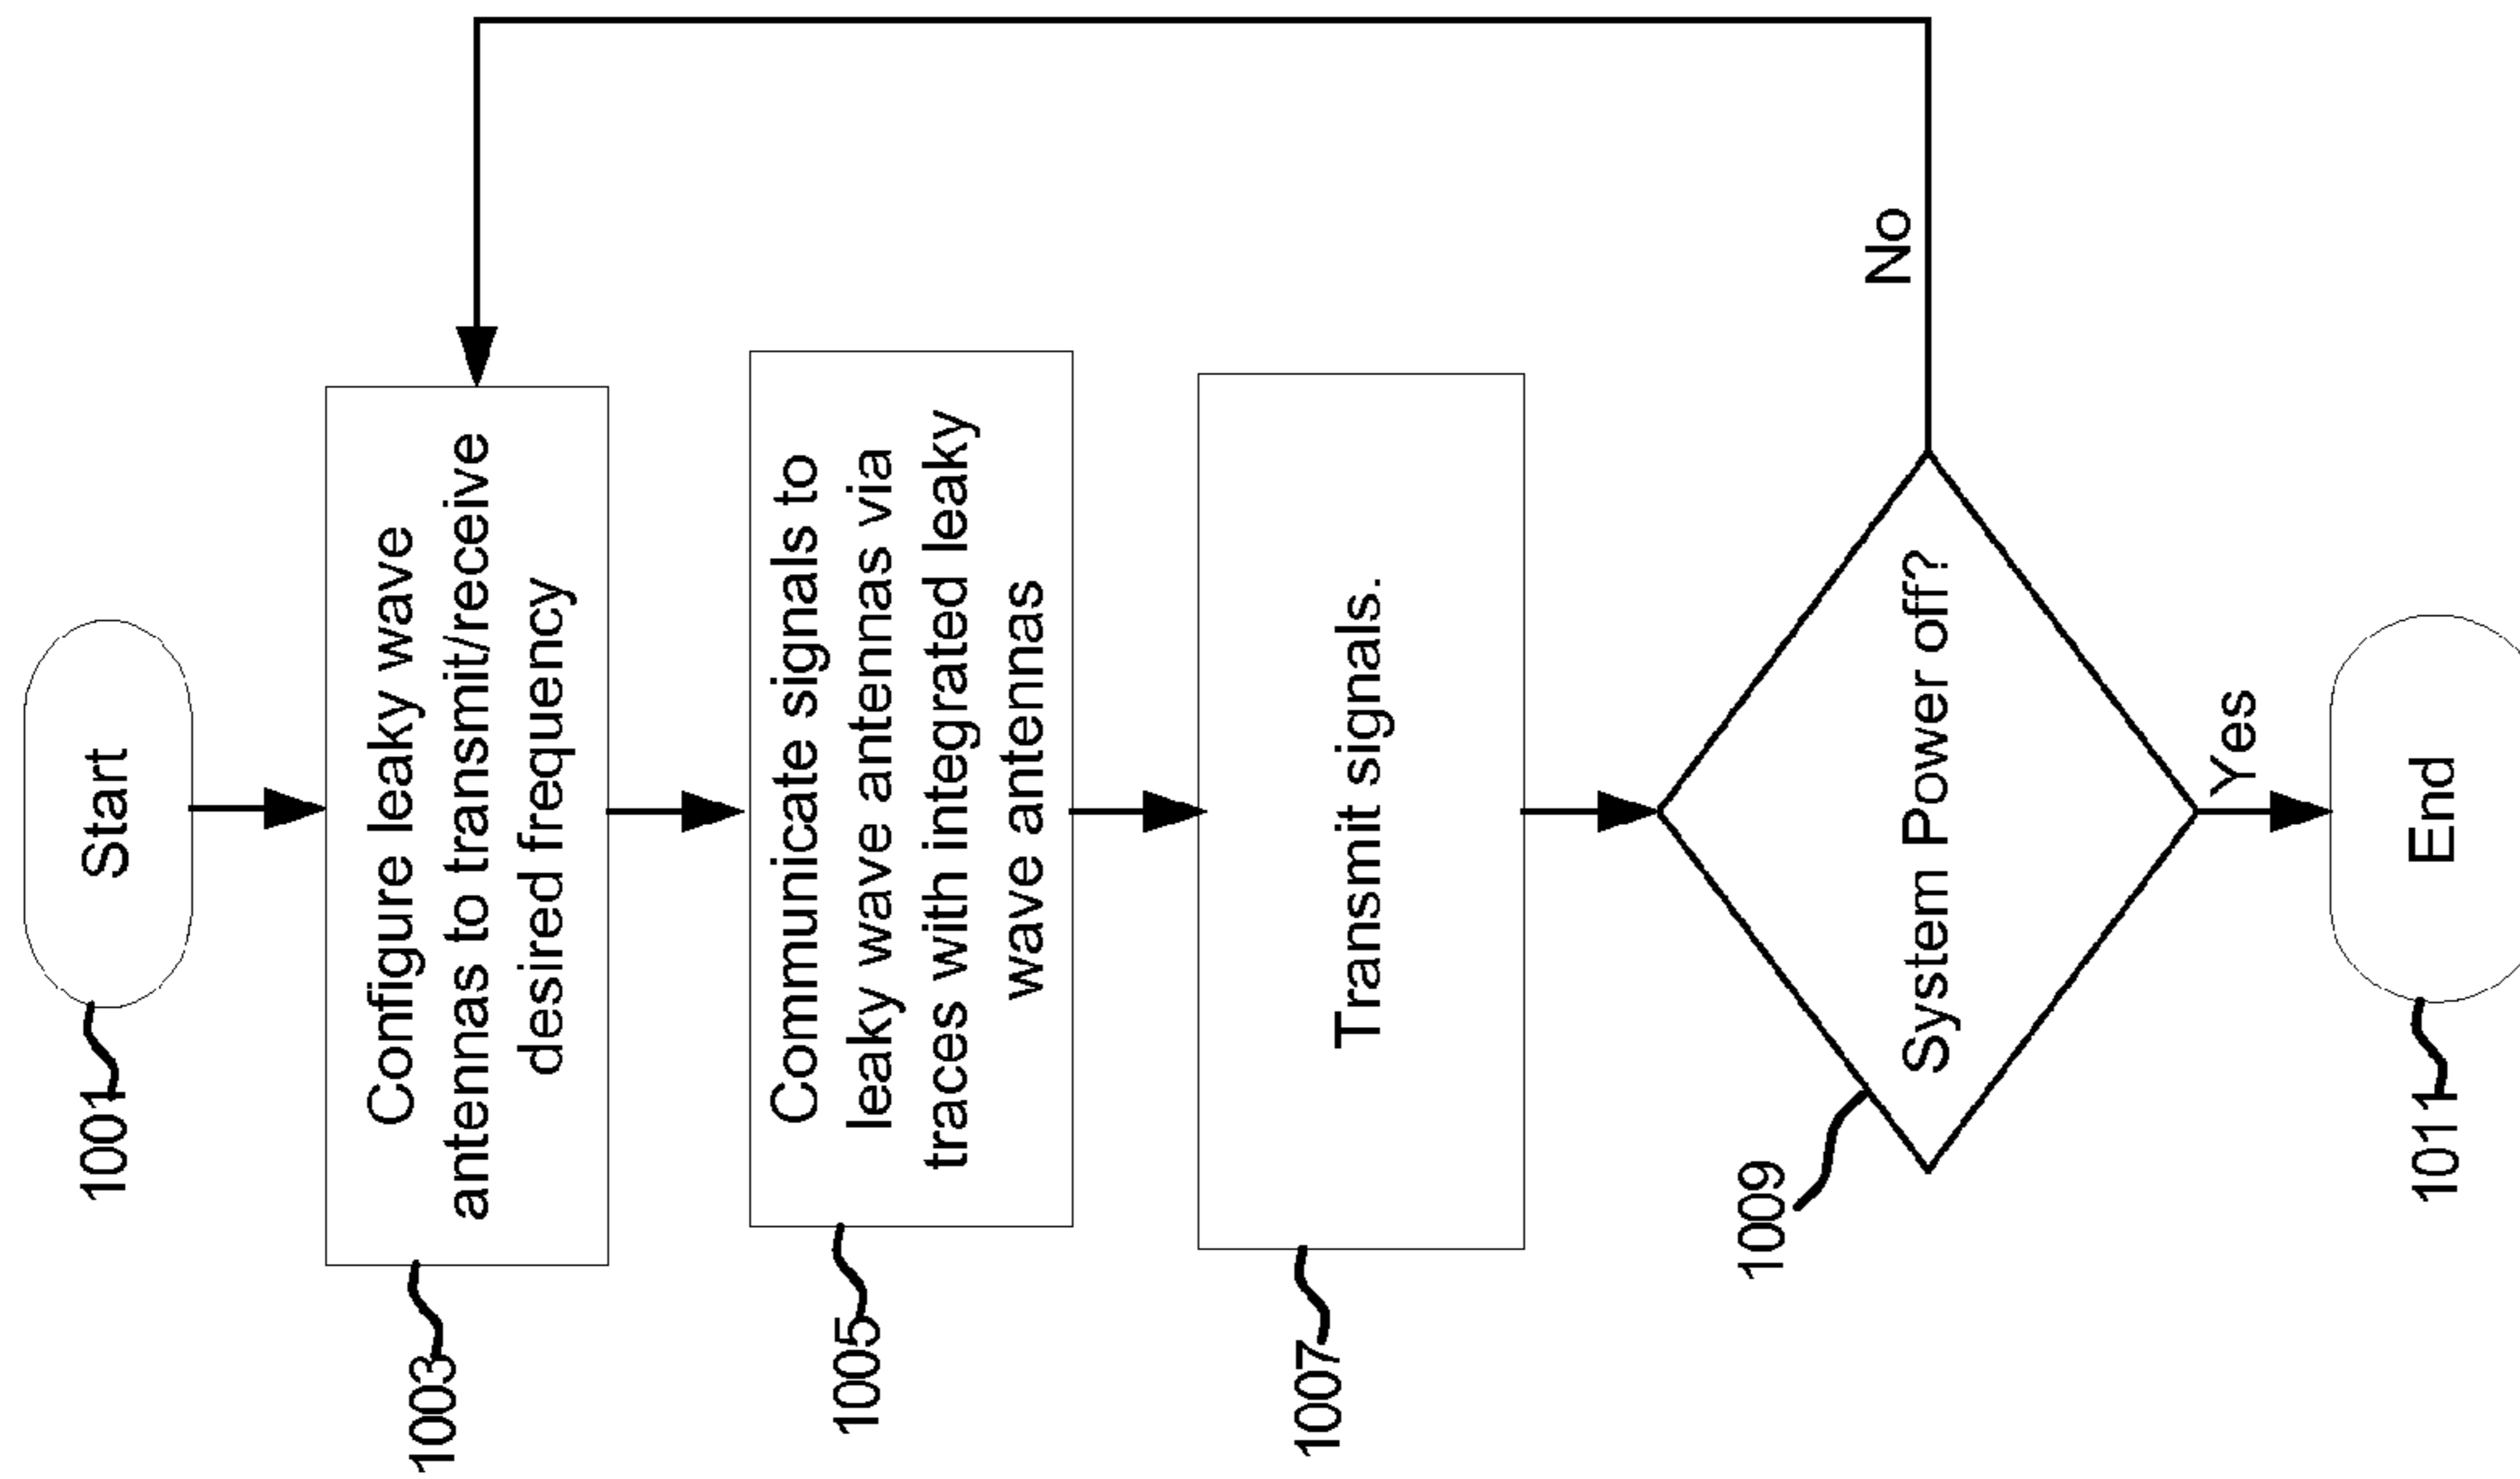 Start
1001
Configure leaky wave
antennas to transmit/receive
desired frequency
1003
Communicate signals to
leaky wave antennas via
traces with integrated leaky
wave antennas
1005
Transmit signals.
1007
System Power off?
1009
No
Yes
End
1011